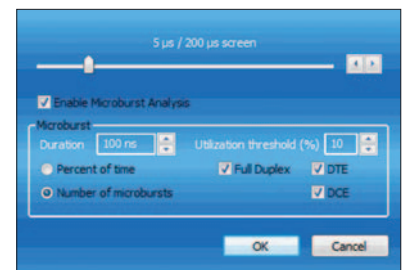 5 µs / 200 µs screen
Enable Microburst Analysis
Microburst
Duration 100 ns Utilization threshold (%) 10
Percent of time Full Duplex DTE
Number of microbursts DCE
OK Cancel